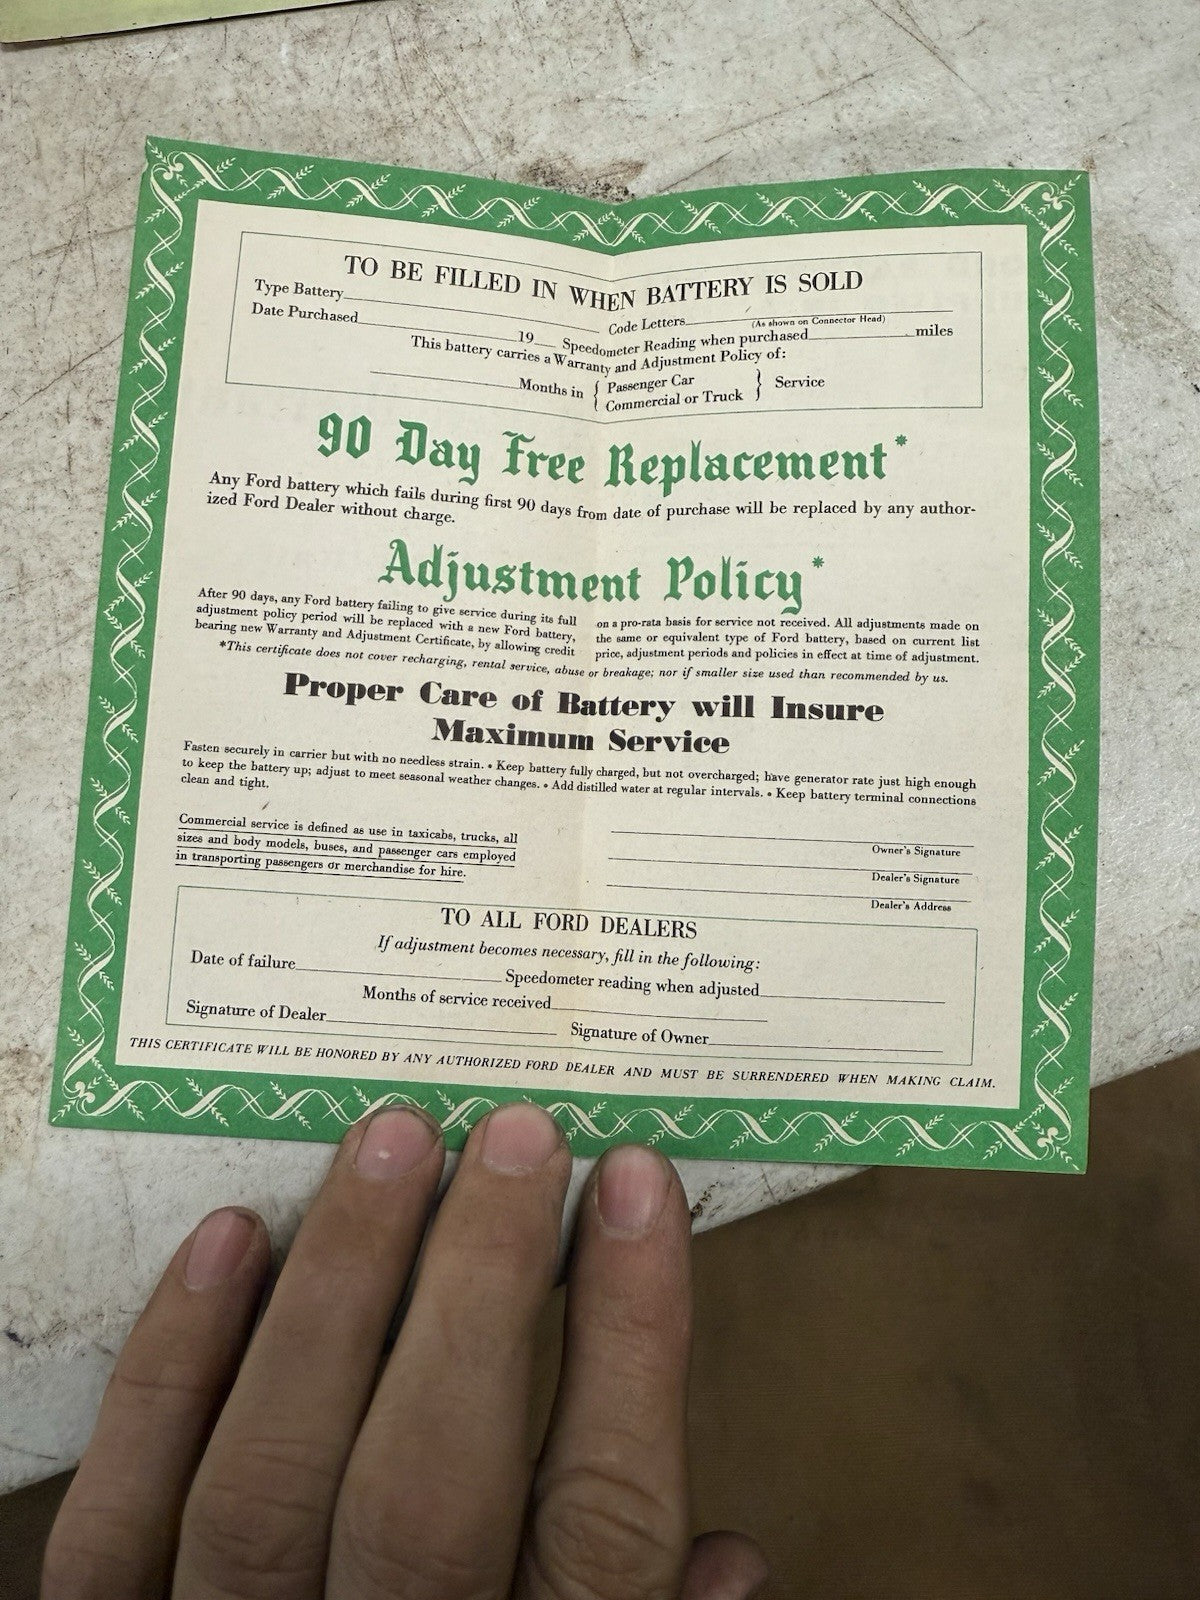 TO BE FILLED IN WHEN BATTERY IS SOLD
Type Battery Code Letters
(As shown on Connector Head)
Date Purchased 19 Speedometer Reading when purchased miles
This battery carries a Warranty and Adjustment Policy of:
Months in { Passenger Car } Service
Commercial or Truck
90 Day Free Replacement*
Any Ford battery which fails during first 90 days from date of purchase will be replaced by any author-
ized Ford Dealer without charge.
Adjustment Policy*
After 90 days, any Ford battery failing to give service during its full
adjustment policy period will be replaced with a new Ford battery,
bearing new Warranty and Adjustment Certificate, by allowing credit
on a pro-rata basis for service not received. All adjustments made on
the same or equivalent type of Ford battery, based on current list
price, adjustment periods and policies in effect at time of adjustment.
*This certificate does not cover recharging, rental service, abuse or breakage; nor if smaller size used than recommended by us.
Proper Care of Battery will Insure
Maximum Service
Fasten securely in carrier but with no needless strain. • Keep battery fully charged, but not overcharged; have generator rate just high enough
to keep the battery up; adjust to meet seasonal weather changes. • Add distilled water at regular intervals. • Keep battery terminal connections
clean and tight.
Commercial service is defined as use in taxicabs, trucks, all
sizes and body models, buses, and passenger cars employed
in transporting passengers or merchandise for hire.
Owner's Signature
Dealer's Signature
Dealer's Address
TO ALL FORD DEALERS
If adjustment becomes necessary, fill in the following:
Date of failure Speedometer reading when adjusted
Months of service received
Signature of Dealer Signature of Owner
THIS CERTIFICATE WILL BE HONORED BY ANY AUTHORIZED FORD DEALER AND MUST BE SURRENDERED WHEN MAKING CLAIM.